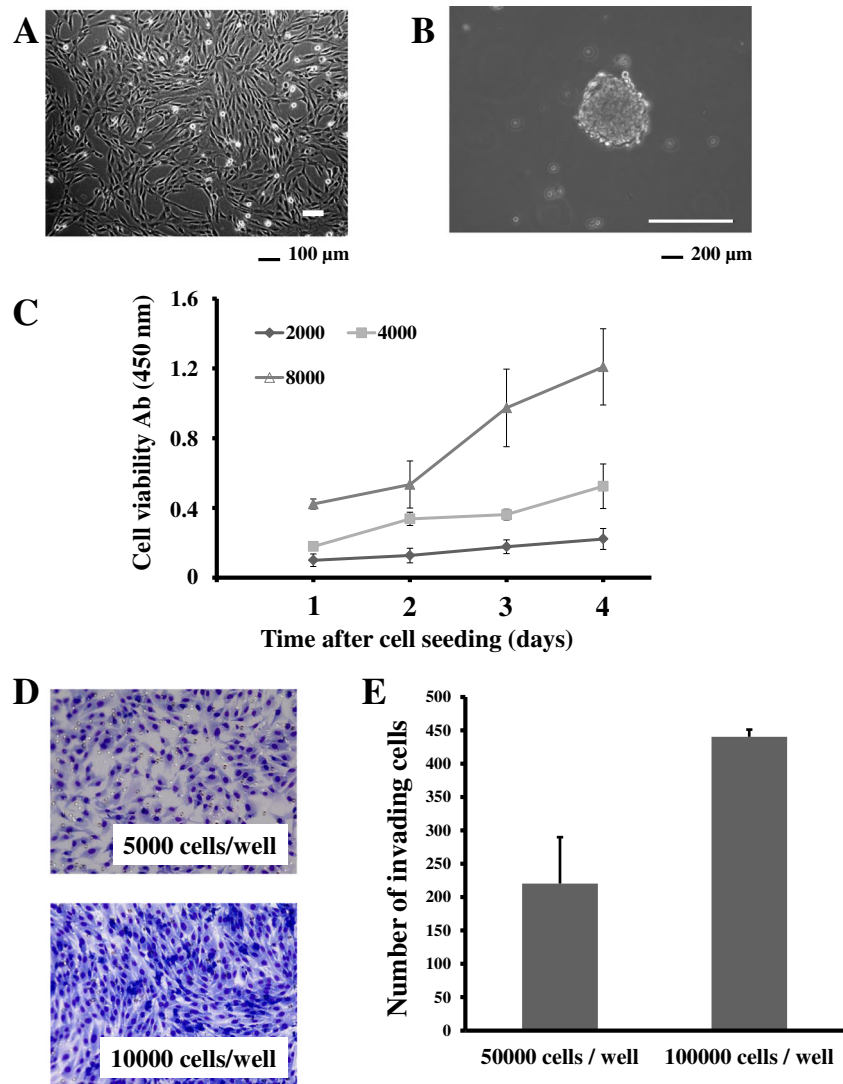 A
B
100 μm
200 μm
C
Cell viability Ab (450 nm)
1.6
1.2
0.8
0.4
0
2000
4000
8000
1 2 3 4
Time after cell seeding (days)
D
5000 cells/well
10000 cells/well
E
Number of invading cells
500
450
400
350
300
250
200
150
100
50
0
50000 cells / well
100000 cells / well